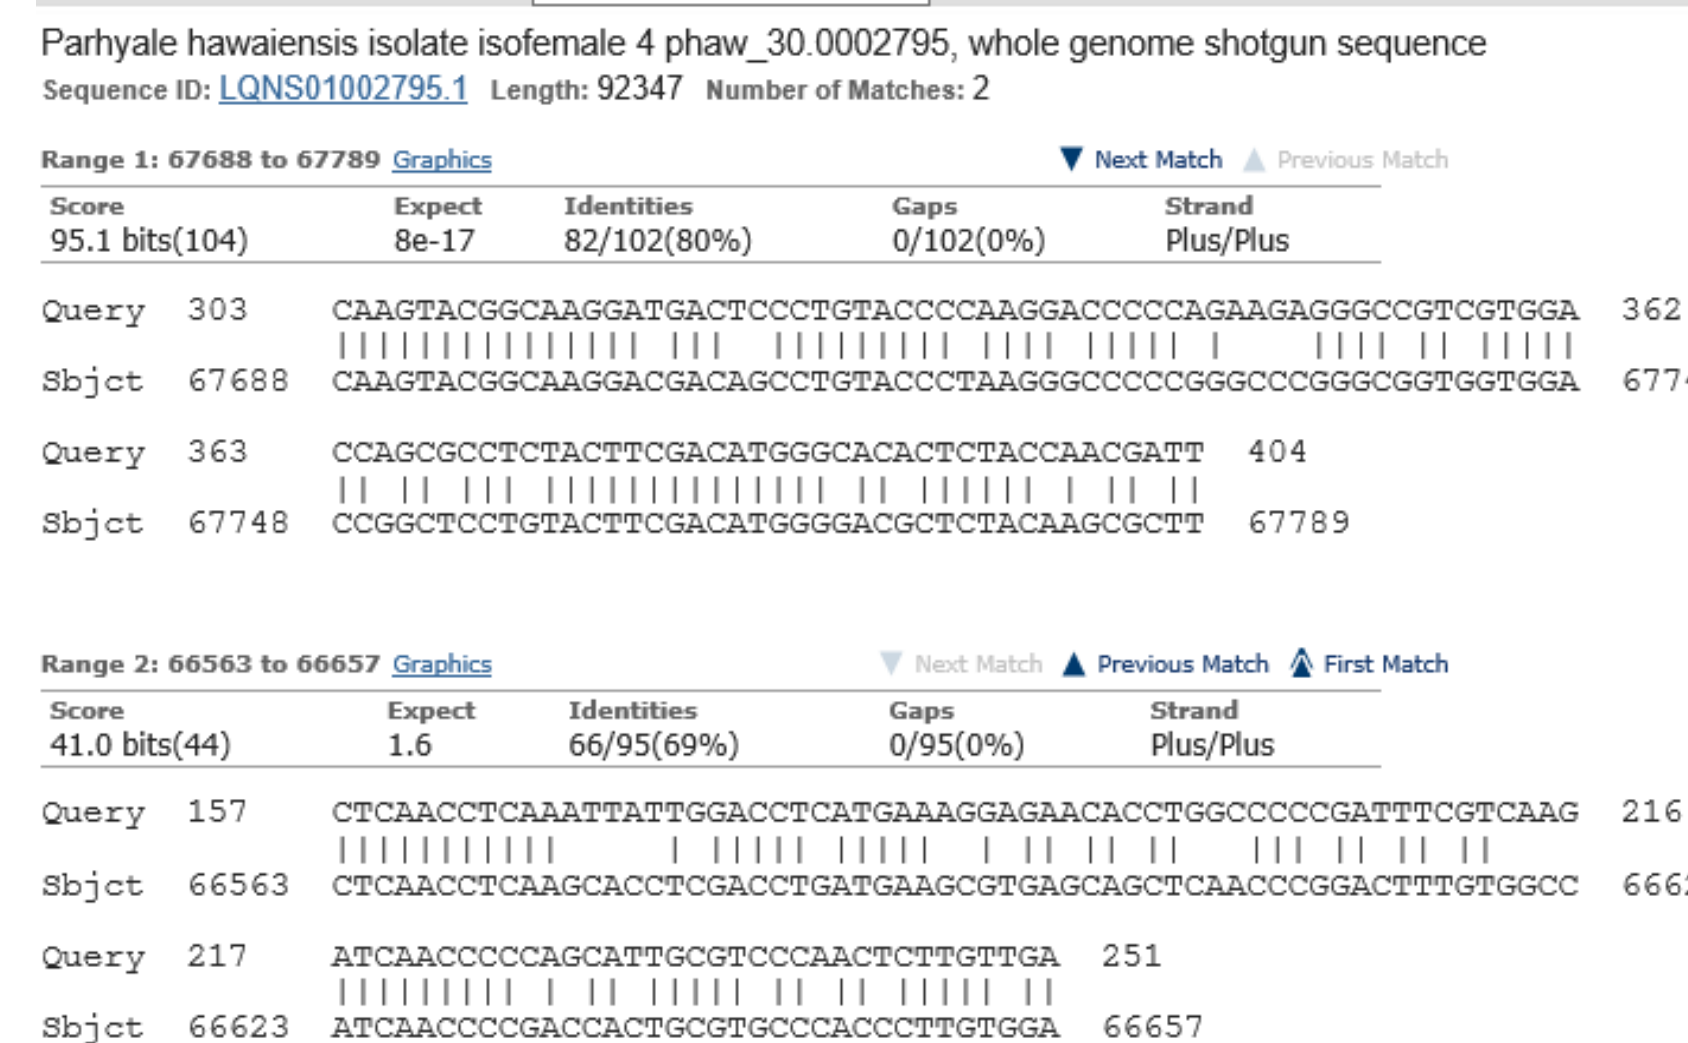 Parhyale hawaiensis isolate isofemale 4 phaw_30.0002795, whole genome shotgun sequence
Sequence ID: LQNS01002795.1 Length: 92347 Number of Matches: 2
Range 1: 67688 to 67789 Graphics Next Match Previous Match
Score Expect Identities Gaps Strand
95.1 bits(104) 8e-17 82/102(80%) 0/102(0%) Plus/Plus
Query 303 CAAGTACGGCAAGGATGACTCCCTGTACCCCAAGGACCCCCAGAAGAGGGCCGTCGTGGA 362
Sbjct 67688 CAAGTACGGCAAGGACGACAGCCTGTACCCTAAGGGCCCCCGGGCCCGGGCGGTGGTGGA 6774
Query 363 CCAGCGCCTCTACTTCGACATGGGCACACTCTACCAACGATT 404
Sbjct 67748 CCGGCTCCTGTACTTCGACATGGGGACGCTCTACAAGCGCTT 67789
Range 2: 66563 to 66657 Graphics Next Match Previous Match First Match
Score Expect Identities Gaps Strand
41.0 bits(44) 1.6 66/95(69%) 0/95(0%) Plus/Plus
Query 157 CTCAACCTCAAATTATTGGACCTCATGAAAGGAGAACACCTGGCCCCCGATTTCGTCAAG 216
Sbjct 66563 CTCAACCTCAAGCACCTCGACCTGATGAAGCGTGAGCAGCTCAACCCGGACTTTGTGGCC 6662
Query 217 ATCAACCCCCAGCATTGCGTCCCAACTCTTGTTGA 251
Sbjct 66623 ATCAACCCCGACCACTGCGTGCCCACCCTTGTGGA 66657